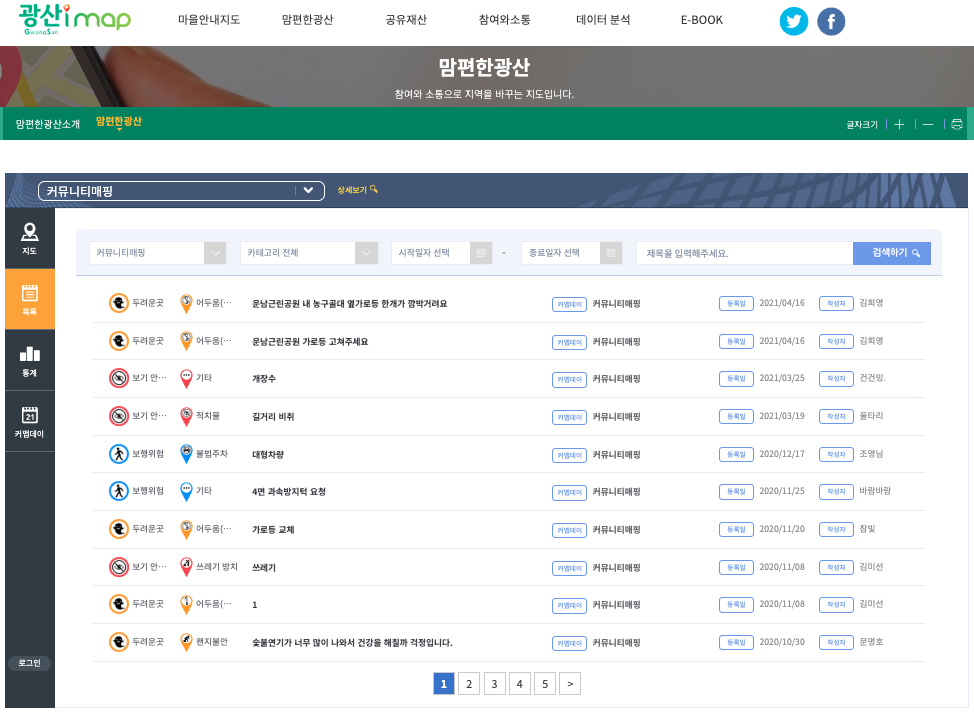 광산imap
GwangSan
마을안내지도 맘편한광산 공유재산 참여와소통 데이터 분석 E-BOOK
맘편한광산
참여와 소통으로 지역을 바꾸는 지도입니다.
맘편한광산소개 맘편한광산 글자크기
커뮤니티매핑 상세보기
지도
목록
통계
21
커맵데이
로그인
커뮤니티매핑 카테고리 전체 시작일자 선택 - 종료일자 선택 제목을 입력해주세요. 검색하기
두려운곳 어두움(… 운남근린공원 내 농구골대 옆가로등 한개가 깜박거려요 커맵데이 커뮤니티매핑 등록일 2021/04/16 작성자 김희영
두려운곳 어두움(… 운남근린공원 가로등 고쳐주세요 커맵데이 커뮤니티매핑 등록일 2021/04/16 작성자 김희영
보기 안… 기타 개장수 커맵데이 커뮤니티매핑 등록일 2021/03/25 작성자 건건잉.
보기 안… 적치물 길거리 비취 커맵데이 커뮤니티매핑 등록일 2021/03/19 작성자 울타리
보행위험 불법주차 대형차량 커맵데이 커뮤니티매핑 등록일 2020/12/17 작성자 조영님
보행위험 기타 4면 과속방지턱 요청 커맵데이 커뮤니티매핑 등록일 2020/11/25 작성자 바람바람
두려운곳 어두움(… 가로등 교체 커맵데이 커뮤니티매핑 등록일 2020/11/20 작성자 참빛
보기 안… 쓰레기 방치 쓰레기 커맵데이 커뮤니티매핑 등록일 2020/11/08 작성자 김미선
두려운곳 어두움(… 1 커맵데이 커뮤니티매핑 등록일 2020/11/08 작성자 김미선
두려운곳 왠지불안 숯불연기가 너무 많이 나와서 건강을 해칠까 걱정입니다. 커맵데이 커뮤니티매핑 등록일 2020/10/30 작성자 문명호
1 2 3 4 5 >